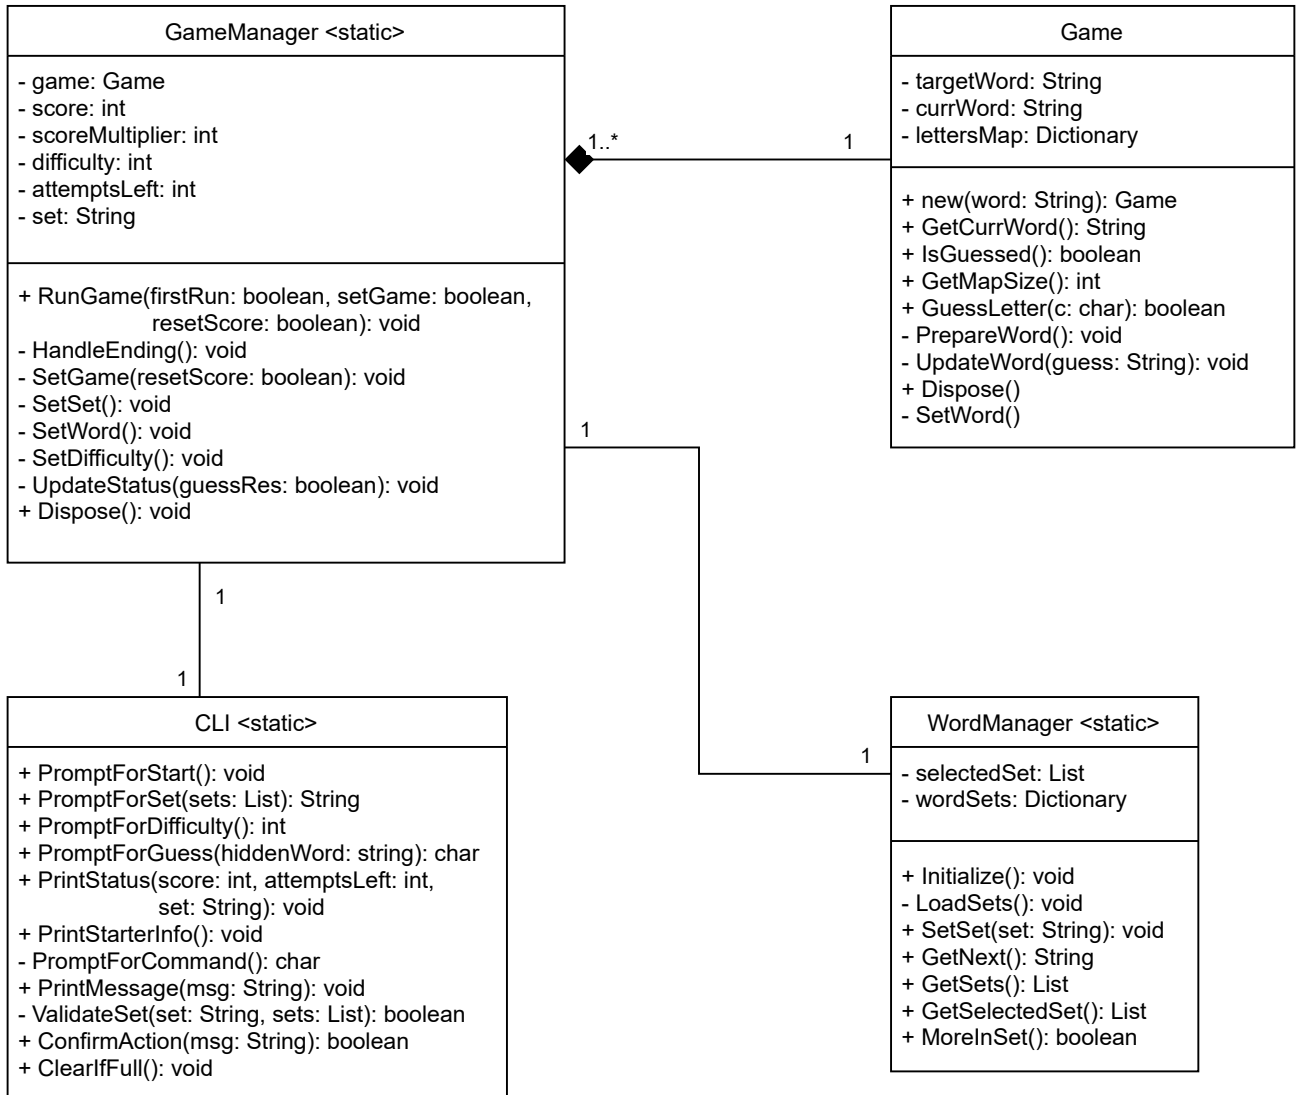 GameManager <static>
- game: Game
- score: int
- scoreMultiplier: int
- difficulty: int
- attemptsLeft: int
- set: String
+ RunGame(firstRun: boolean, setGame: boolean,
resetScore: boolean): void
- HandleEnding(): void
- SetGame(resetScore: boolean): void
- SetSet(): void
- SetWord(): void
- SetDifficulty(): void
- UpdateStatus(guessRes: boolean): void
+ Dispose(): void
1..*
1
Game
- targetWord: String
- currWord: String
- lettersMap: Dictionary
+ new(word: String): Game
+ GetCurrWord(): String
+ IsGuessed(): boolean
+ GetMapSize(): int
+ GuessLetter(c: char): boolean
- PrepareWord(): void
- UpdateWord(guess: String): void
+ Dispose()
- SetWord()
1
1
1
1
CLI <static>
+ PromptForStart(): void
+ PromptForSet(sets: List): String
+ PromptForDifficulty(): int
+ PromptForGuess(hiddenWord: string): char
+ PrintStatus(score: int, attemptsLeft: int,
set: String): void
+ PrintStarterInfo(): void
- PromptForCommand(): char
+ PrintMessage(msg: String): void
- ValidateSet(set: String, sets: List): boolean
+ ConfirmAction(msg: String): boolean
+ ClearIfFull(): void
WordManager <static>
- selectedSet: List
- wordSets: Dictionary
+ Initialize(): void
- LoadSets(): void
+ SetSet(set: String): void
+ GetNext(): String
+ GetSets(): List
+ GetSelectedSet(): List
+ MoreInSet(): boolean